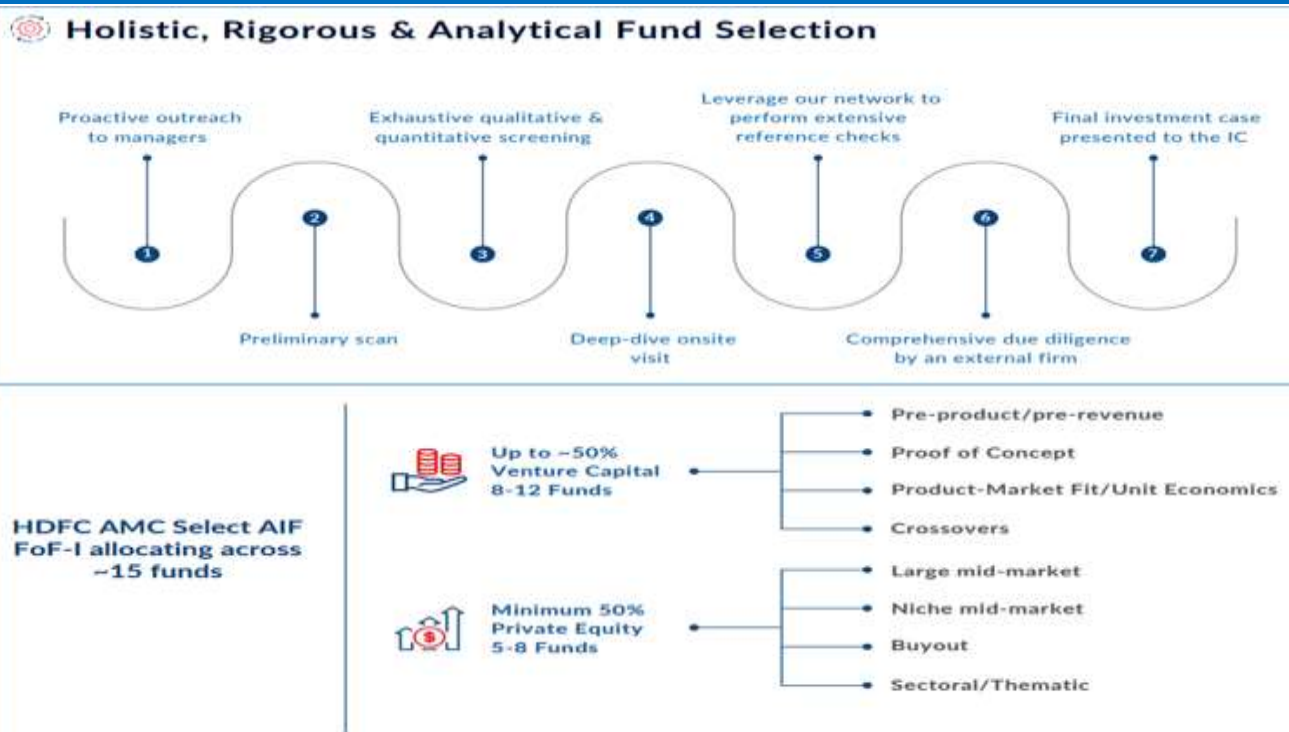 Holistic, Rigorous & Analytical Fund Selection
Proactive outreach
to managers
Exhaustive qualitative &
quantitative screening
Leverage our network to
perform extensive
reference checks
Final investment case
presented to the IC
1
2
3
4
5
6
7
Preliminary scan
Deep-dive onsite
visit
Comprehensive due diligence
by an external firm
HDFC AMC Select AIF
FoF-I allocating across
~15 funds
Up to ~50%
Venture Capital
8-12 Funds
Pre-product/pre-revenue
Proof of Concept
Product-Market Fit/Unit Economics
Crossovers
Minimum 50%
Private Equity
5-8 Funds
Large mid-market
Niche mid-market
Buyout
Sectoral/Thematic